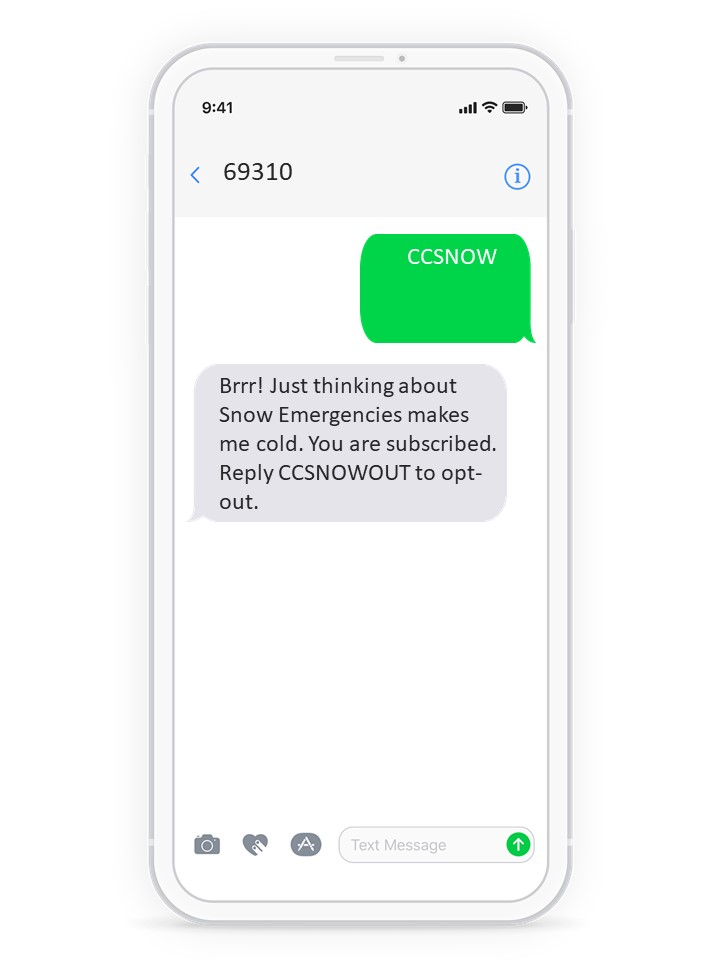 9:41
69310
CCSNOW
Brrr! Just thinking about
Snow Emergencies makes
me cold. You are subscribed.
Reply CCSNOWOUT to opt-
out.
Text Message